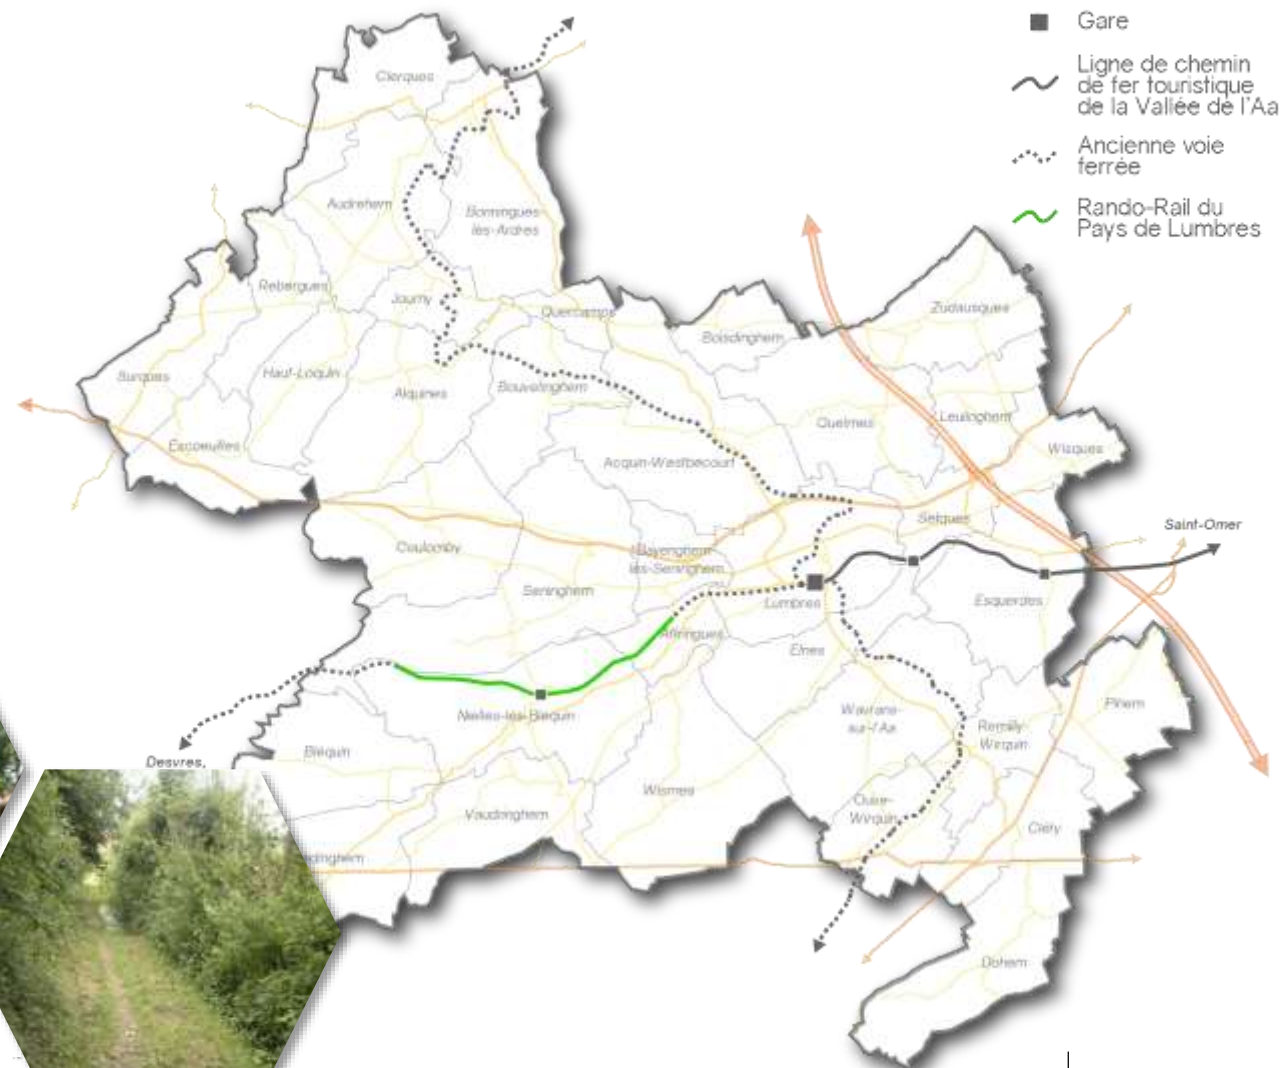 Gare
Ligne de chemin
de fer touristique
de la Vallée de l'Aa
Ancienne voie
ferrée
Rando-Rail du
Pays de Lumbres
Clerques
Audrehem
Bonningues-
lès-Ardres
Rebergues
Journy
Quercamps
Zudausques
Boisdinghem
Surques
Haut-Loquin
Alquines
Bouvelinghem
Quelmes
Leulinghem
Escoeuilles
Acquin-Westbécourt
Wisques
Setques
Saint-Omer
Coulomby
Bayenghem-
lès-Seninghem
Seninghem
Lumbres
Esquerdes
Affringues
Elnes
Nielles-lès-Bléquin
Wavrans-
sur-l'Aa
Remilly-
Wirquin
Pihem
Bléquin
Desvres,
Wismes
Vaudringhem
Ouve-
Wirquin
Cléty
Dohem